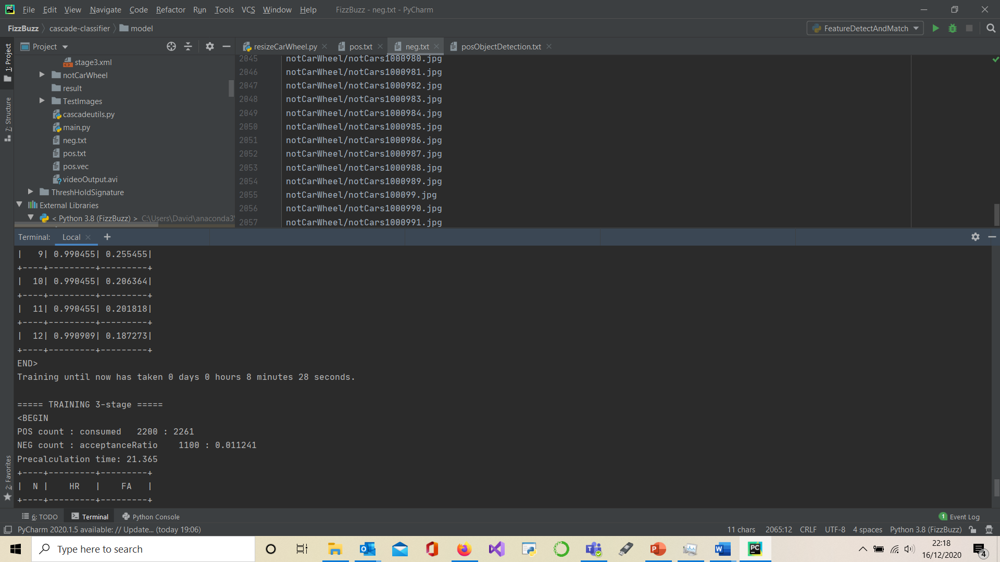 File Edit View Navigate Code Refactor Run Tools VCS Window Help FizzBuzz - neg.txt - PyCharm
FizzBuzz cascade-classifier model FeatureDetectAndMatch
Project resizeCarWheel.py pos.txt neg.txt posObjectDetection.txt
1: Project
7: Structure
2: Favorites
stage3.xml
notCarWheel
result
TestImages
cascadeutils.py
main.py
neg.txt
pos.txt
pos.vec
videoOutput.avi
ThreshHoldSignature
External Libraries
< Python 3.8 (FizzBuzz) > C:\Users\David\anaconda3\
2045 notCarWheel/notCars1000980.jpg
2046 notCarWheel/notCars1000981.jpg
2047 notCarWheel/notCars1000982.jpg
2048 notCarWheel/notCars1000983.jpg
2049 notCarWheel/notCars1000984.jpg
2050 notCarWheel/notCars1000985.jpg
2051 notCarWheel/notCars1000986.jpg
2052 notCarWheel/notCars1000987.jpg
2053 notCarWheel/notCars1000988.jpg
2054 notCarWheel/notCars1000989.jpg
2055 notCarWheel/notCars100099.jpg
2056 notCarWheel/notCars1000990.jpg
2057 notCarWheel/notCars1000991.jpg
Terminal: Local +
|   9| 0.990455| 0.255455|
+----+---------+---------+
|  10| 0.990455| 0.206364|
+----+---------+---------+
|  11| 0.990455| 0.201818|
+----+---------+---------+
|  12| 0.990909| 0.187273|
+----+---------+---------+
END>
Training until now has taken 0 days 0 hours 8 minutes 28 seconds.
===== TRAINING 3-stage =====
<BEGIN
POS count : consumed   2200 : 2261
NEG count : acceptanceRatio    1100 : 0.011241
Precalculation time: 21.365
+----+---------+---------+
|  N |    HR   |    FA   |
+----+---------+---------+
6: TODO Terminal Python Console 1 Event Log
PyCharm 2020.1.5 available: // Update... (today 19:06) 11 chars 2065:12 CRLF UTF-8 4 spaces Python 3.8 (FizzBuzz)
Type here to search
22:18
16/12/2020
4